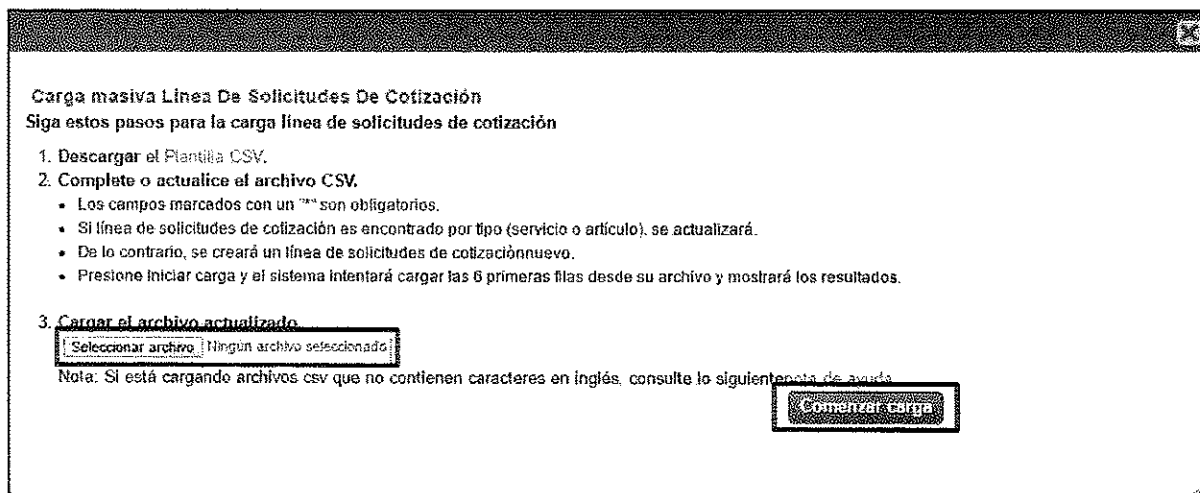 Carga masiva Línea De Solicitudes De Cotización
Siga estos pasos para la carga línea de solicitudes de cotización
1. Descargar el Plantilla CSV.
2. Complete o actualice el archivo CSV.
• Los campos marcados con un "*" son obligatorios.
• Si línea de solicitudes de cotización es encontrado por tipo (servicio o artículo), se actualizará.
• De lo contrario, se creará un línea de solicitudes de cotizaciónnuevo.
• Presione Iniciar carga y el sistema intentará cargar las 6 primeras filas desde su archivo y mostrará los resultados.
3. Cargar el archivo actualizado
Seleccionar archivo Ningún archivo seleccionado
Nota: Si está cargando archivos csv que no contienen caracteres en inglés, consulte lo siguientenota de ayuda
Comenzar carga